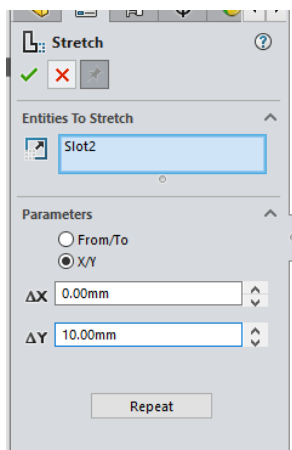 Stretch
Entities To Stretch
Slot2
Parameters
From/To
X/Y
ΔX 0.00mm
ΔY 10.00mm
Repeat